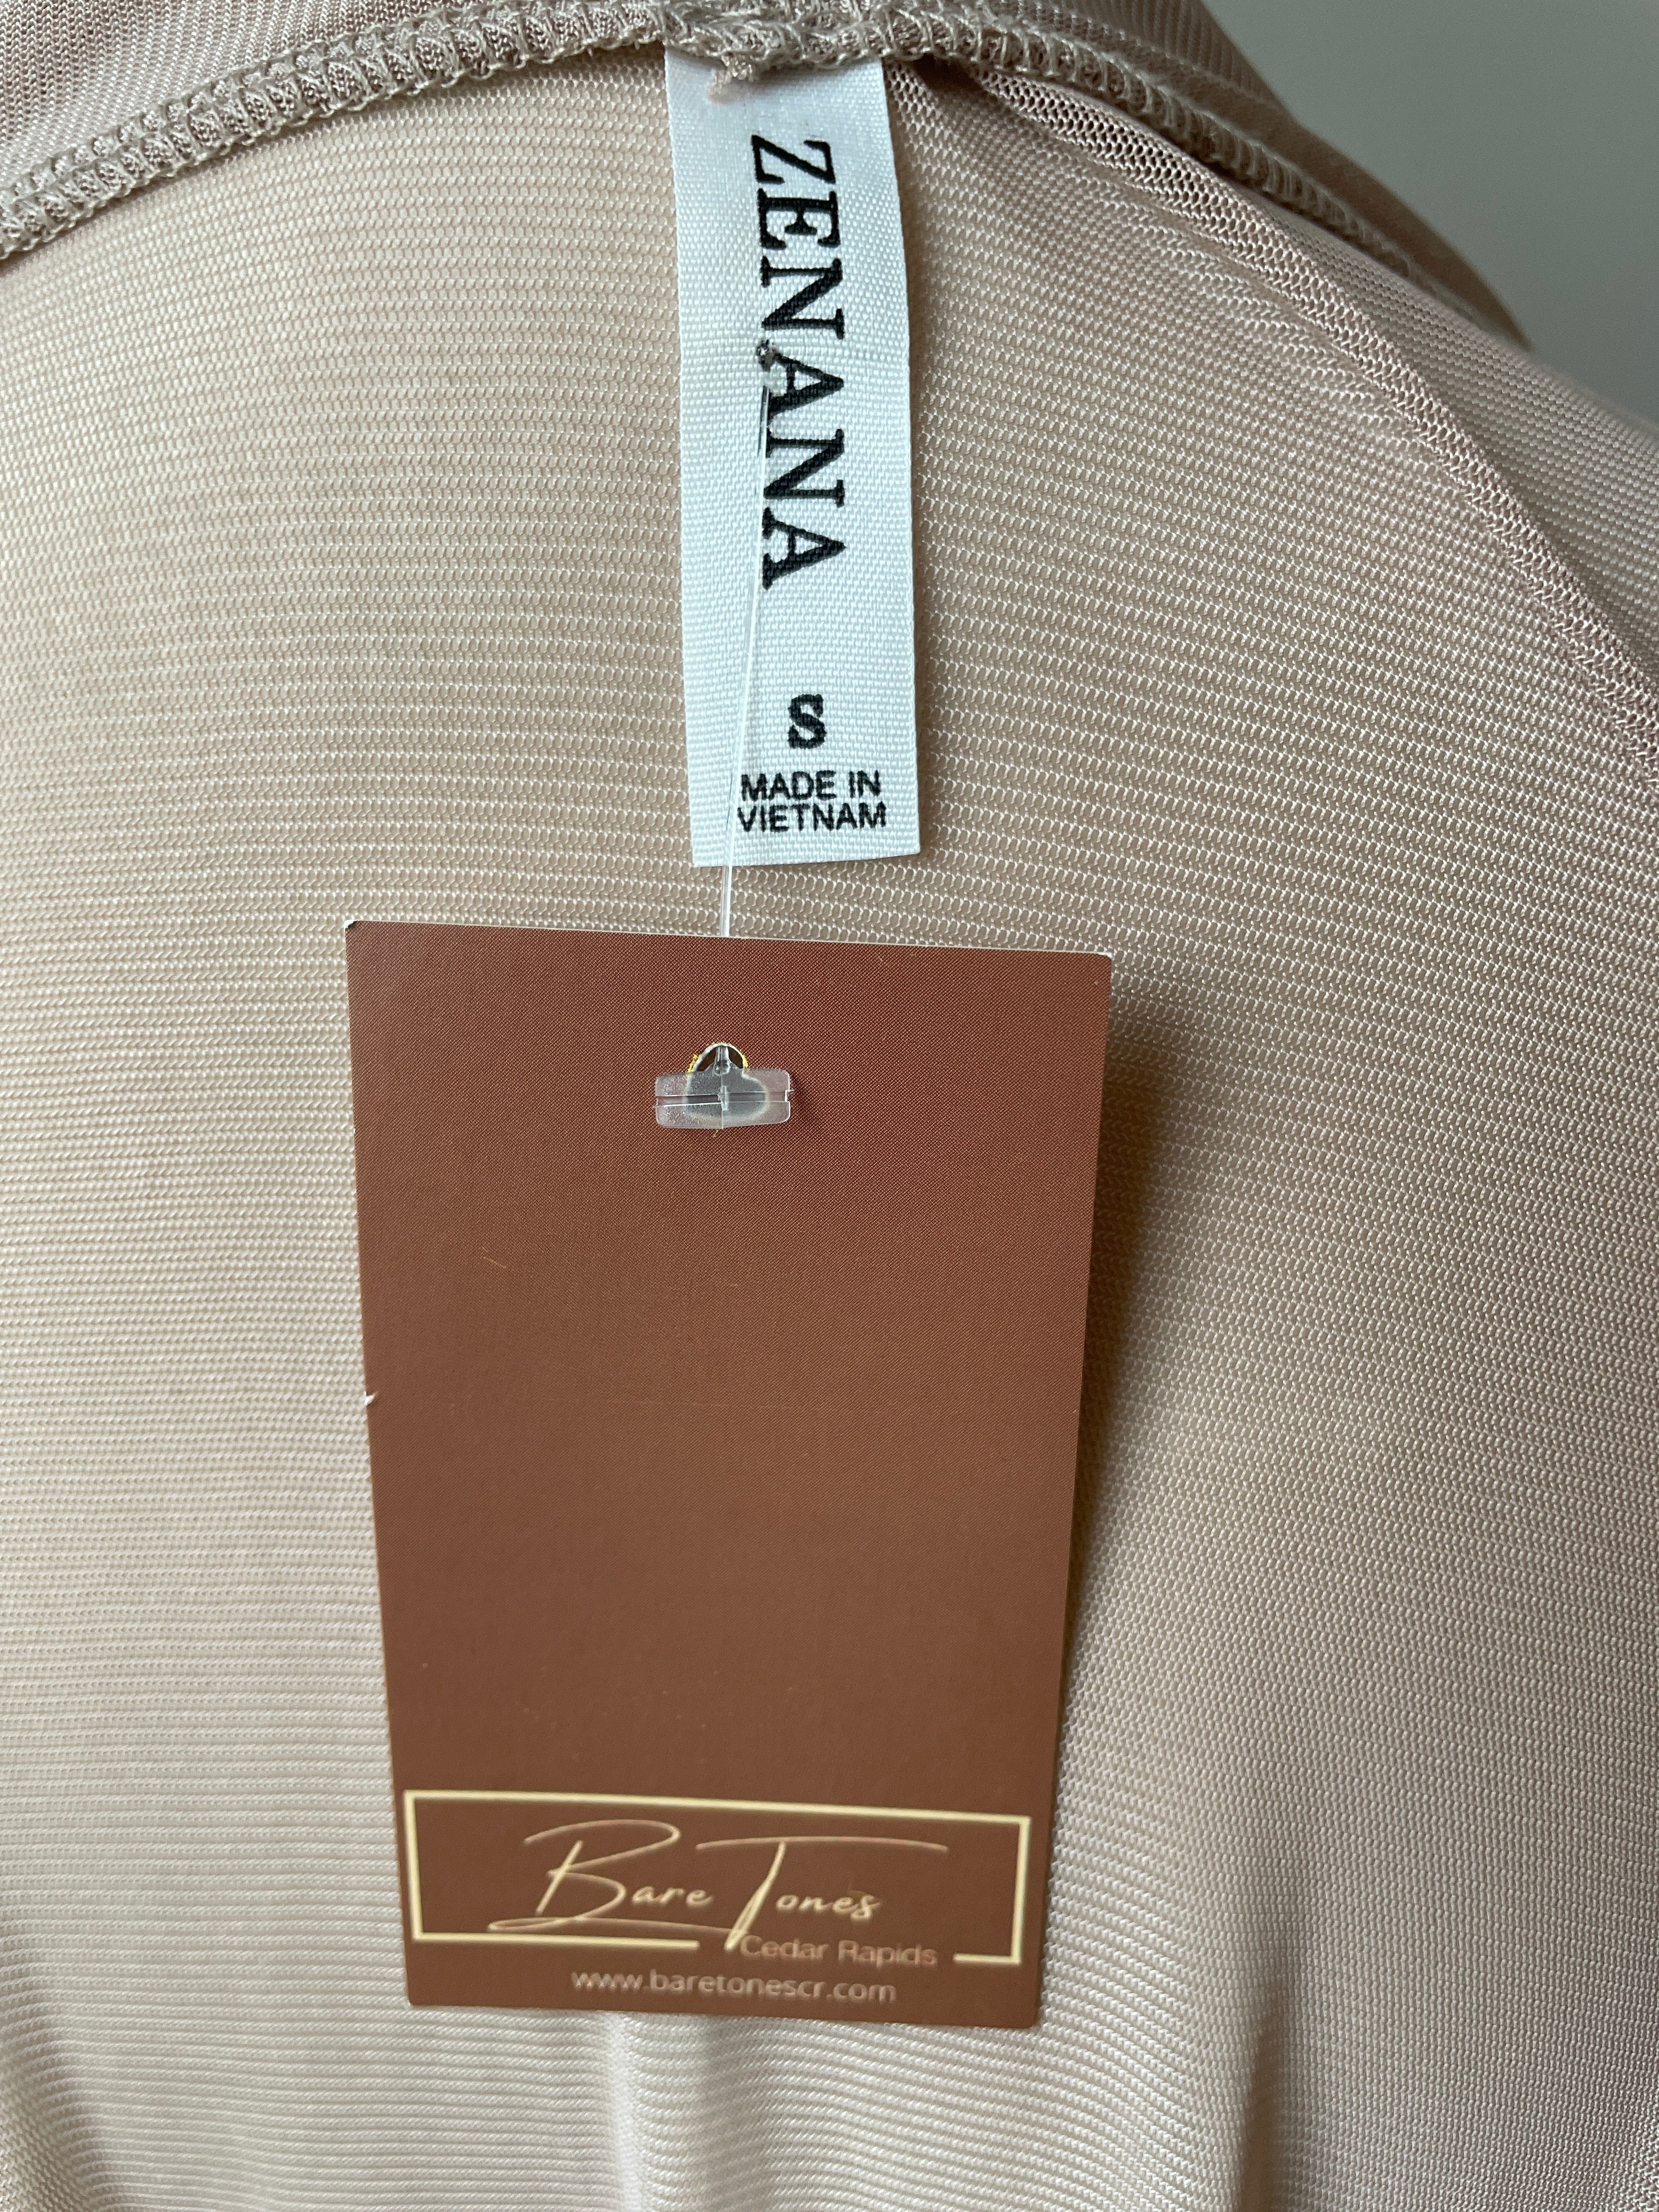 ZENANA
S
MADE IN
VIETNAM
Bare Tones
Cedar Rapids
www.baretonescr.com